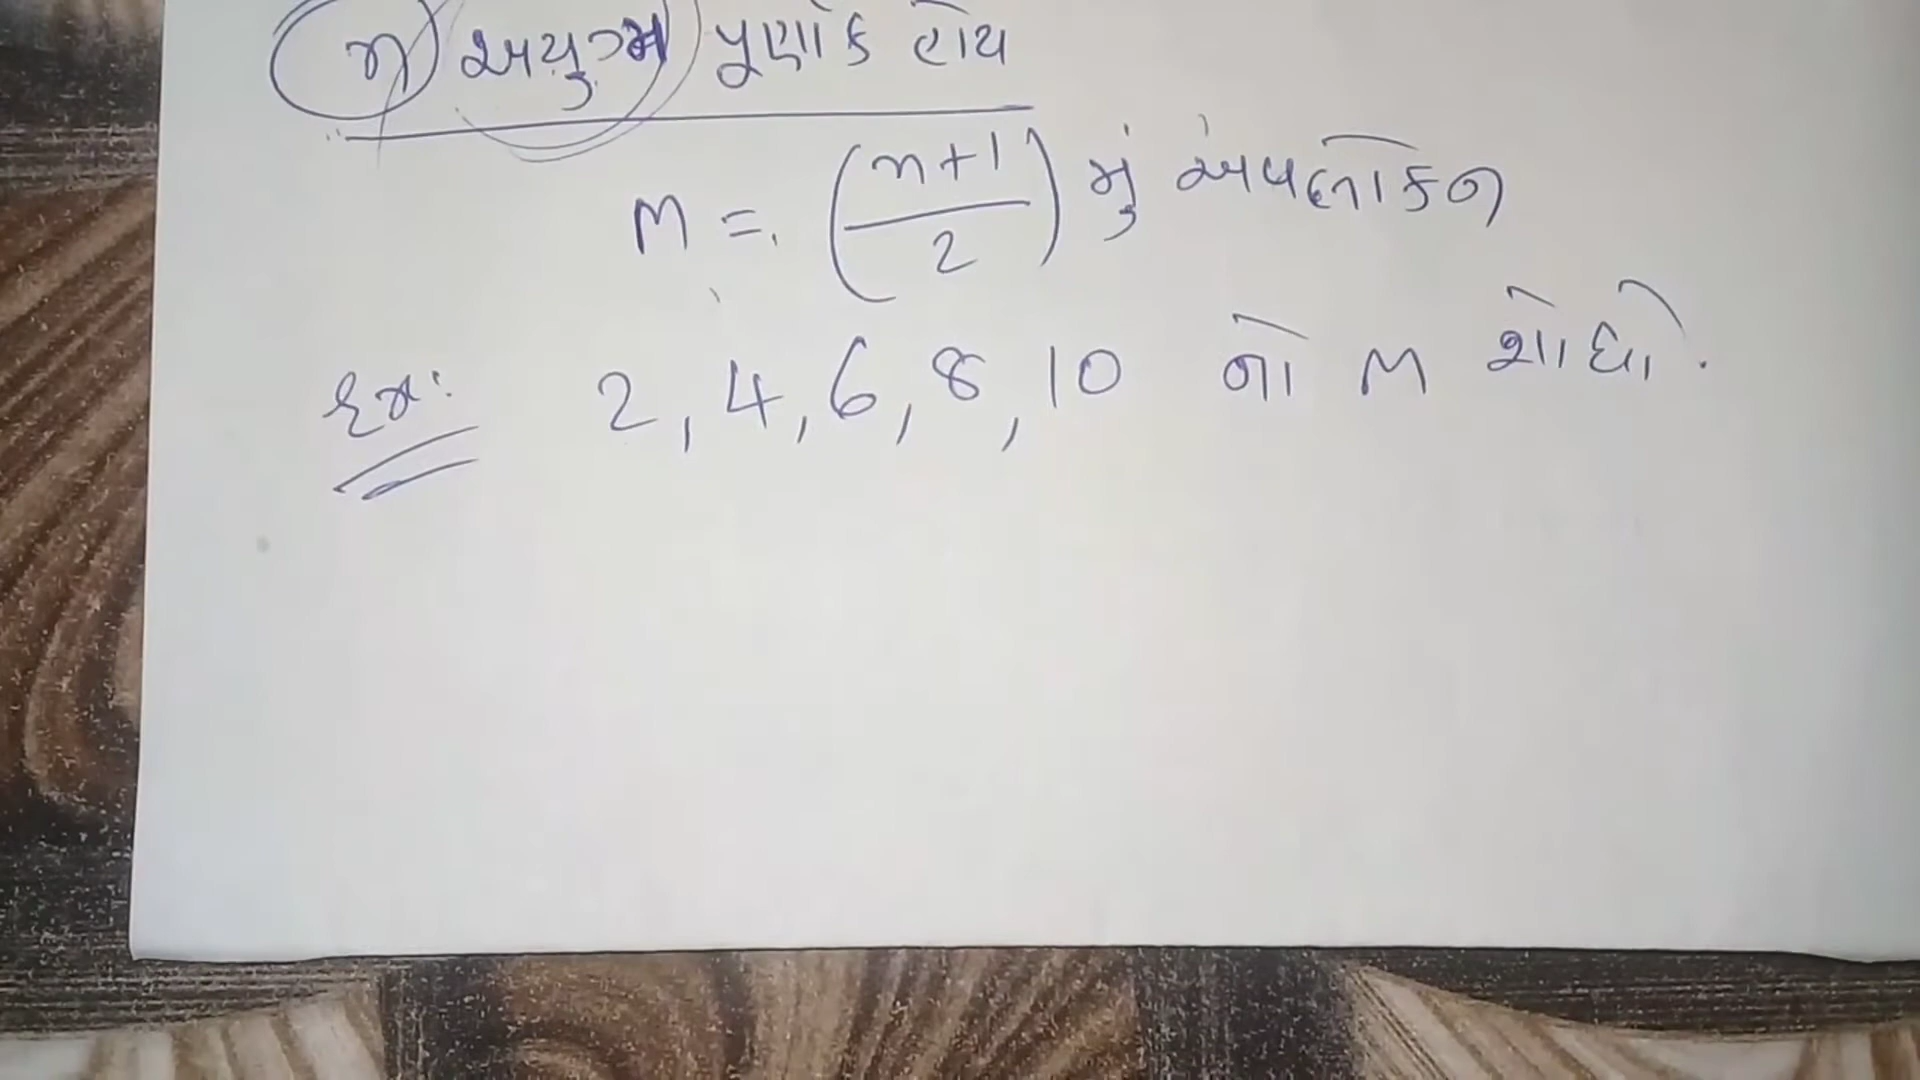 n અયુગ્મ પૂર્ણાંક હોય
M = (n+1/2) મું અવલોકન
Ex: 2, 4, 6, 8, 10 નો M શોધો.